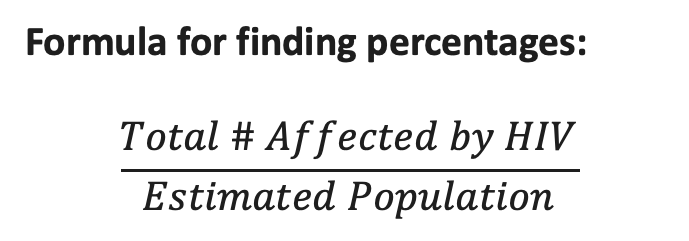 Formula for finding percentages:
Total # Affected by HIV
Estimated Population